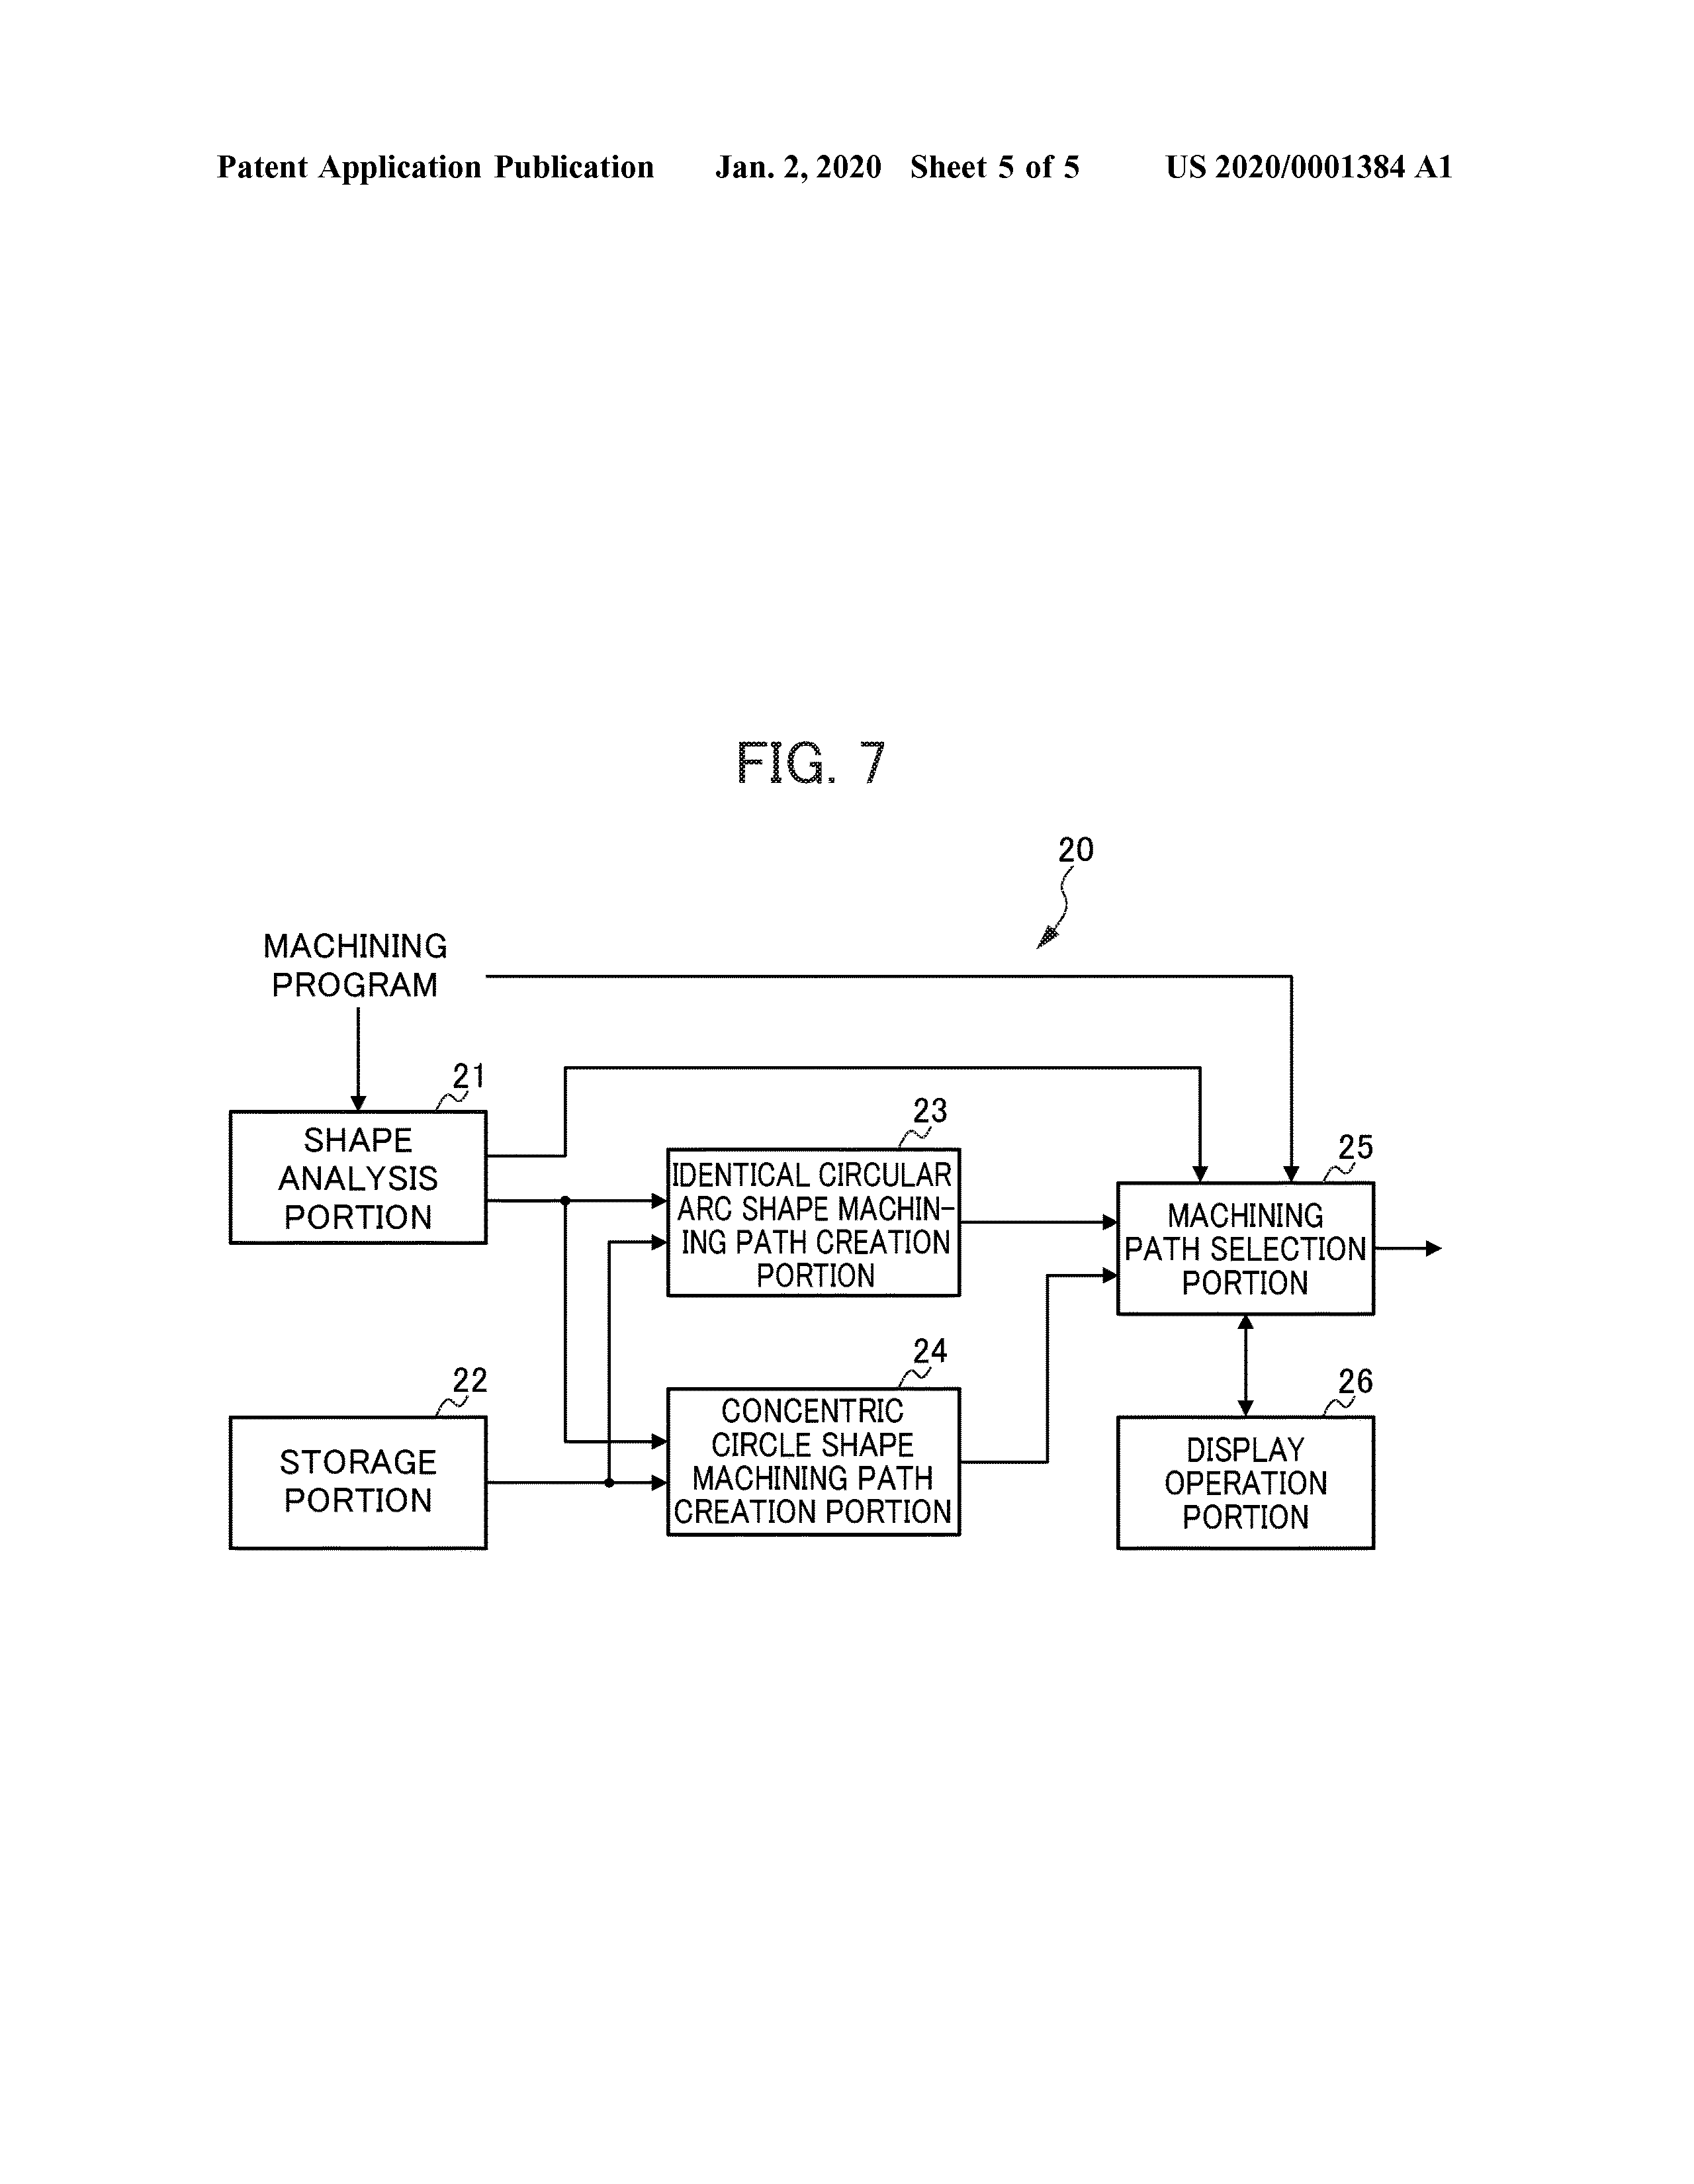 Patent Application Publication Jan. 2, 2020 Sheet 5 of 5 US 2020/0001384 A1
FIG. 7
20
MACHINING
PROGRAM
21
SHAPE
ANALYSIS
PORTION
22
STORAGE
PORTION
23
IDENTICAL CIRCULAR
ARC SHAPE MACHIN-
ING PATH CREATION
PORTION
24
CONCENTRIC
CIRCLE SHAPE
MACHINING PATH
CREATION PORTION
25
MACHINING
PATH SELECTION
PORTION
26
DISPLAY
OPERATION
PORTION